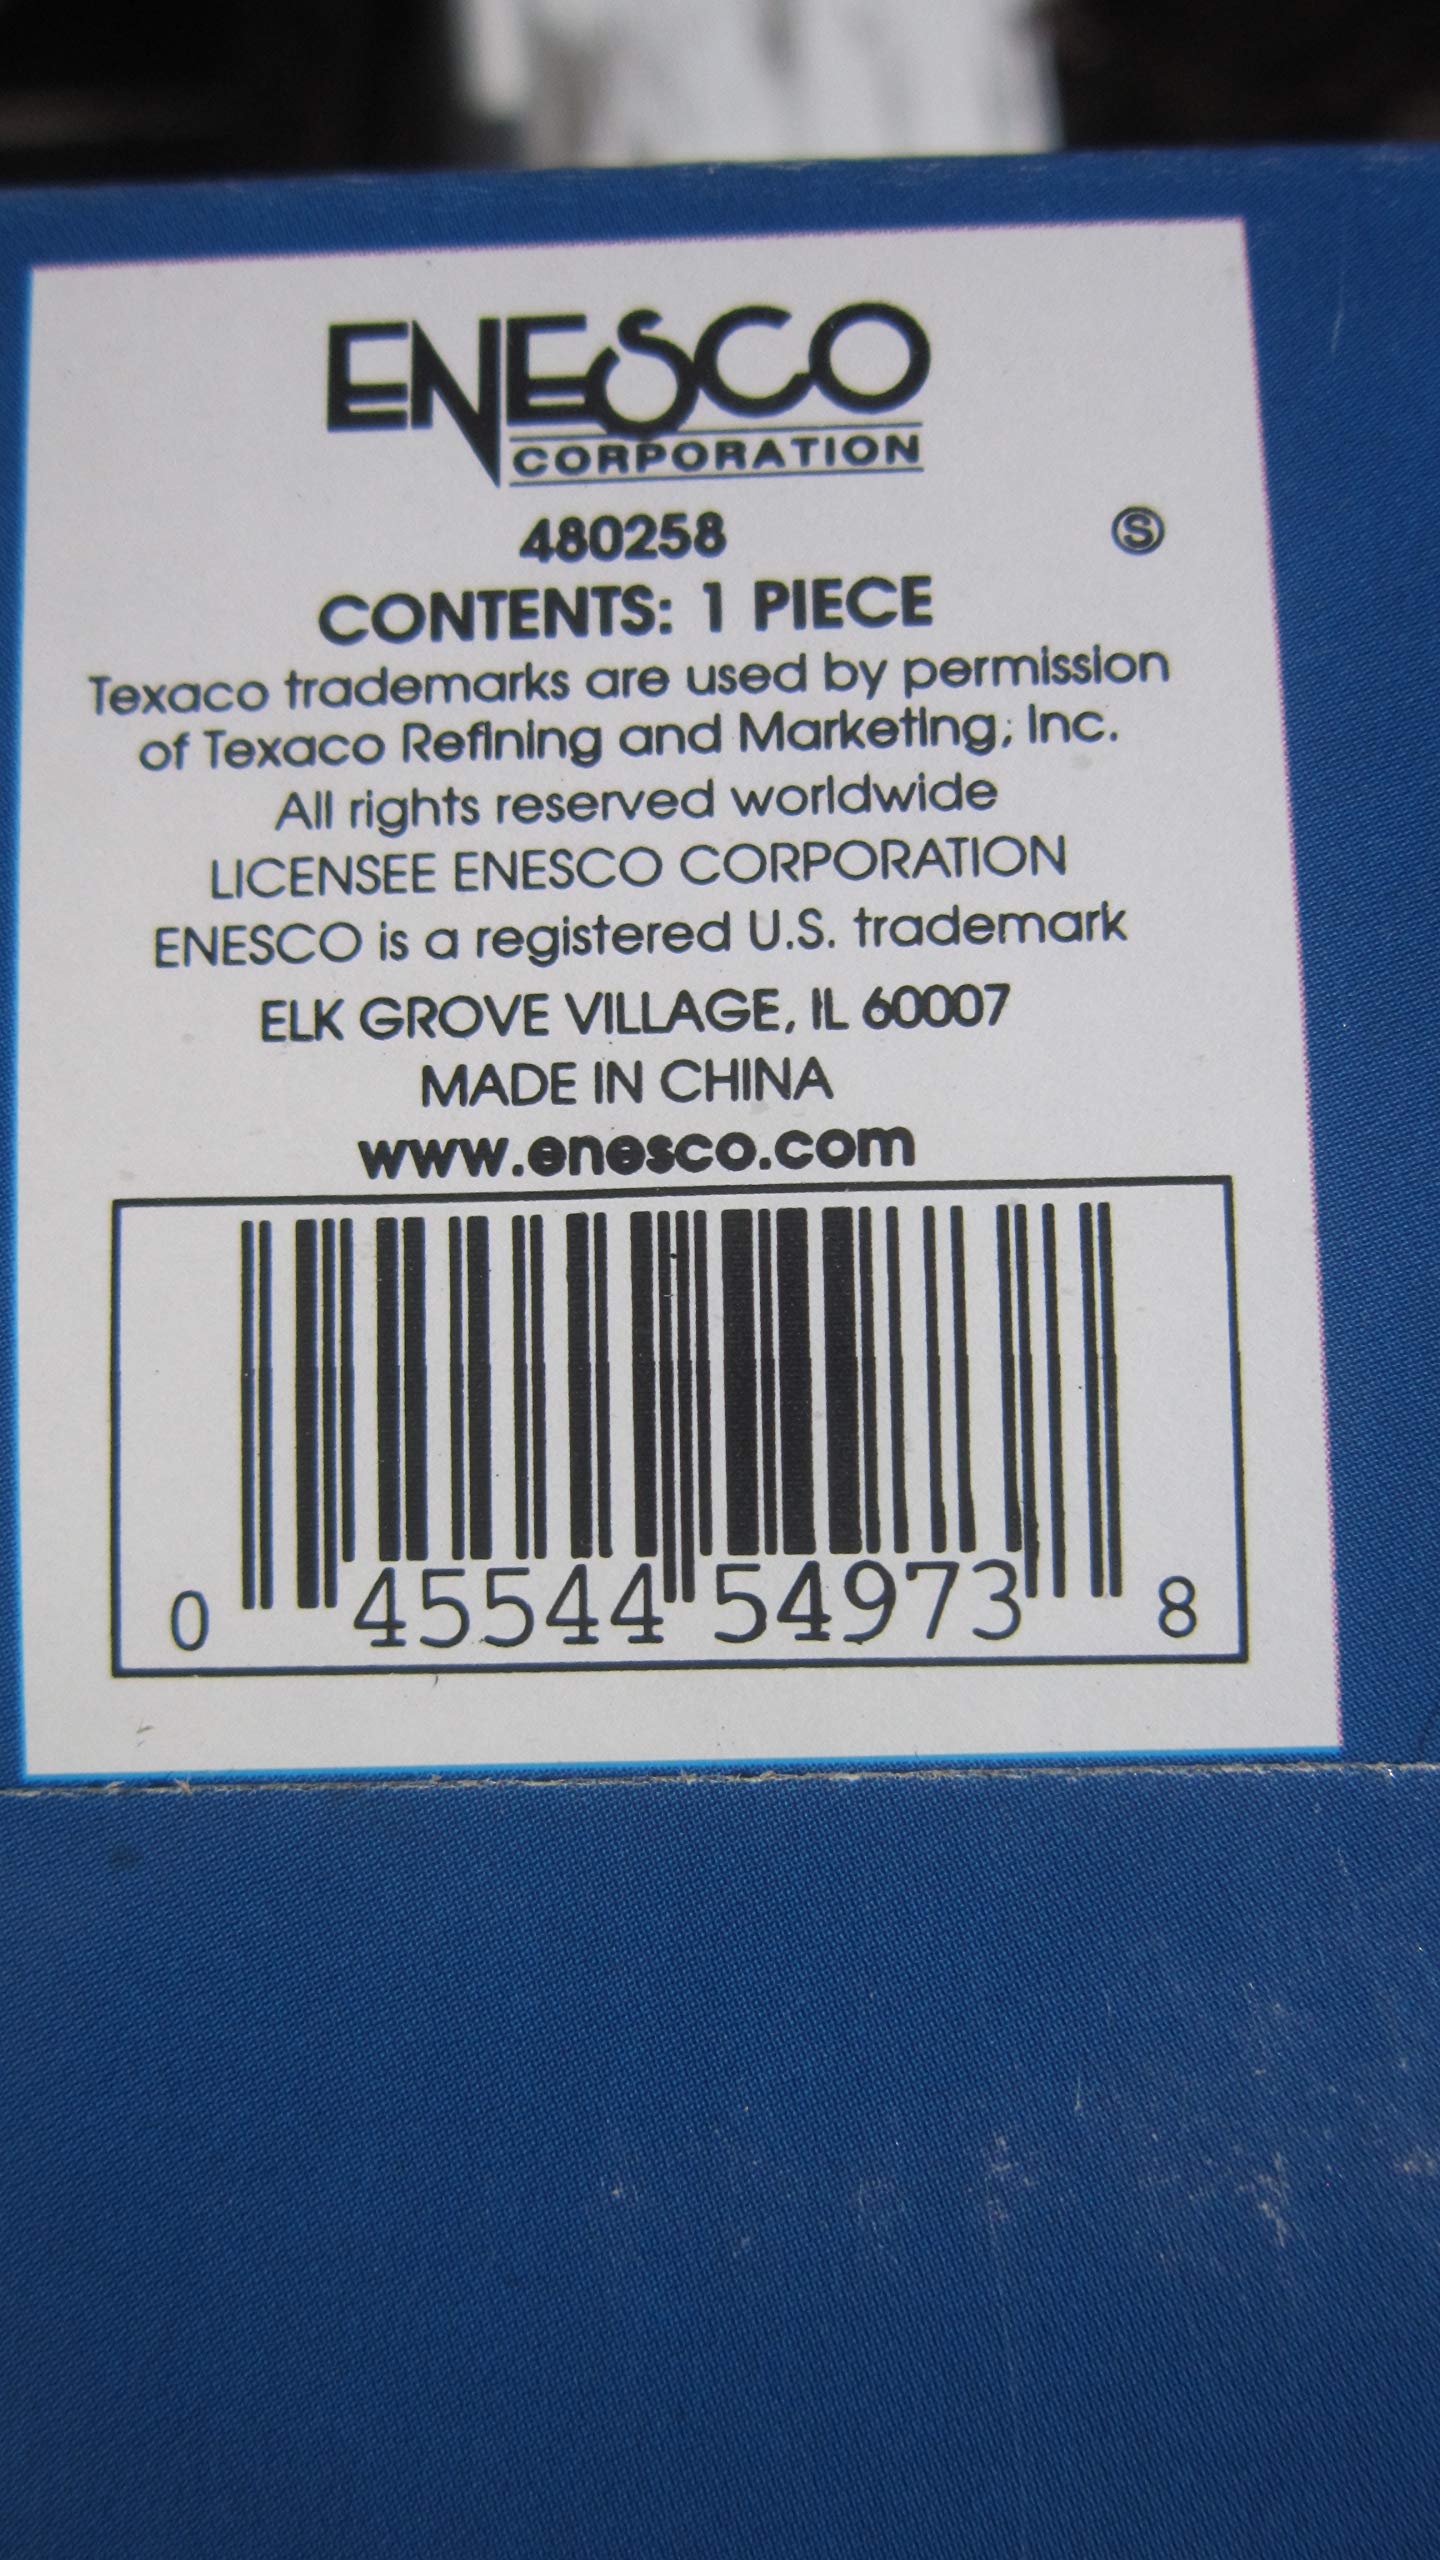 ENESCO
CORPORATION
480258 Ⓢ
CONTENTS: 1 PIECE
Texaco trademarks are used by permission
of Texaco Refining and Marketing, Inc.
All rights reserved worldwide
LICENSEE ENESCO CORPORATION
ENESCO is a registered U.S. trademark
ELK GROVE VILLAGE, IL 60007
MADE IN CHINA
www.enesco.com
0 45544 54973 8